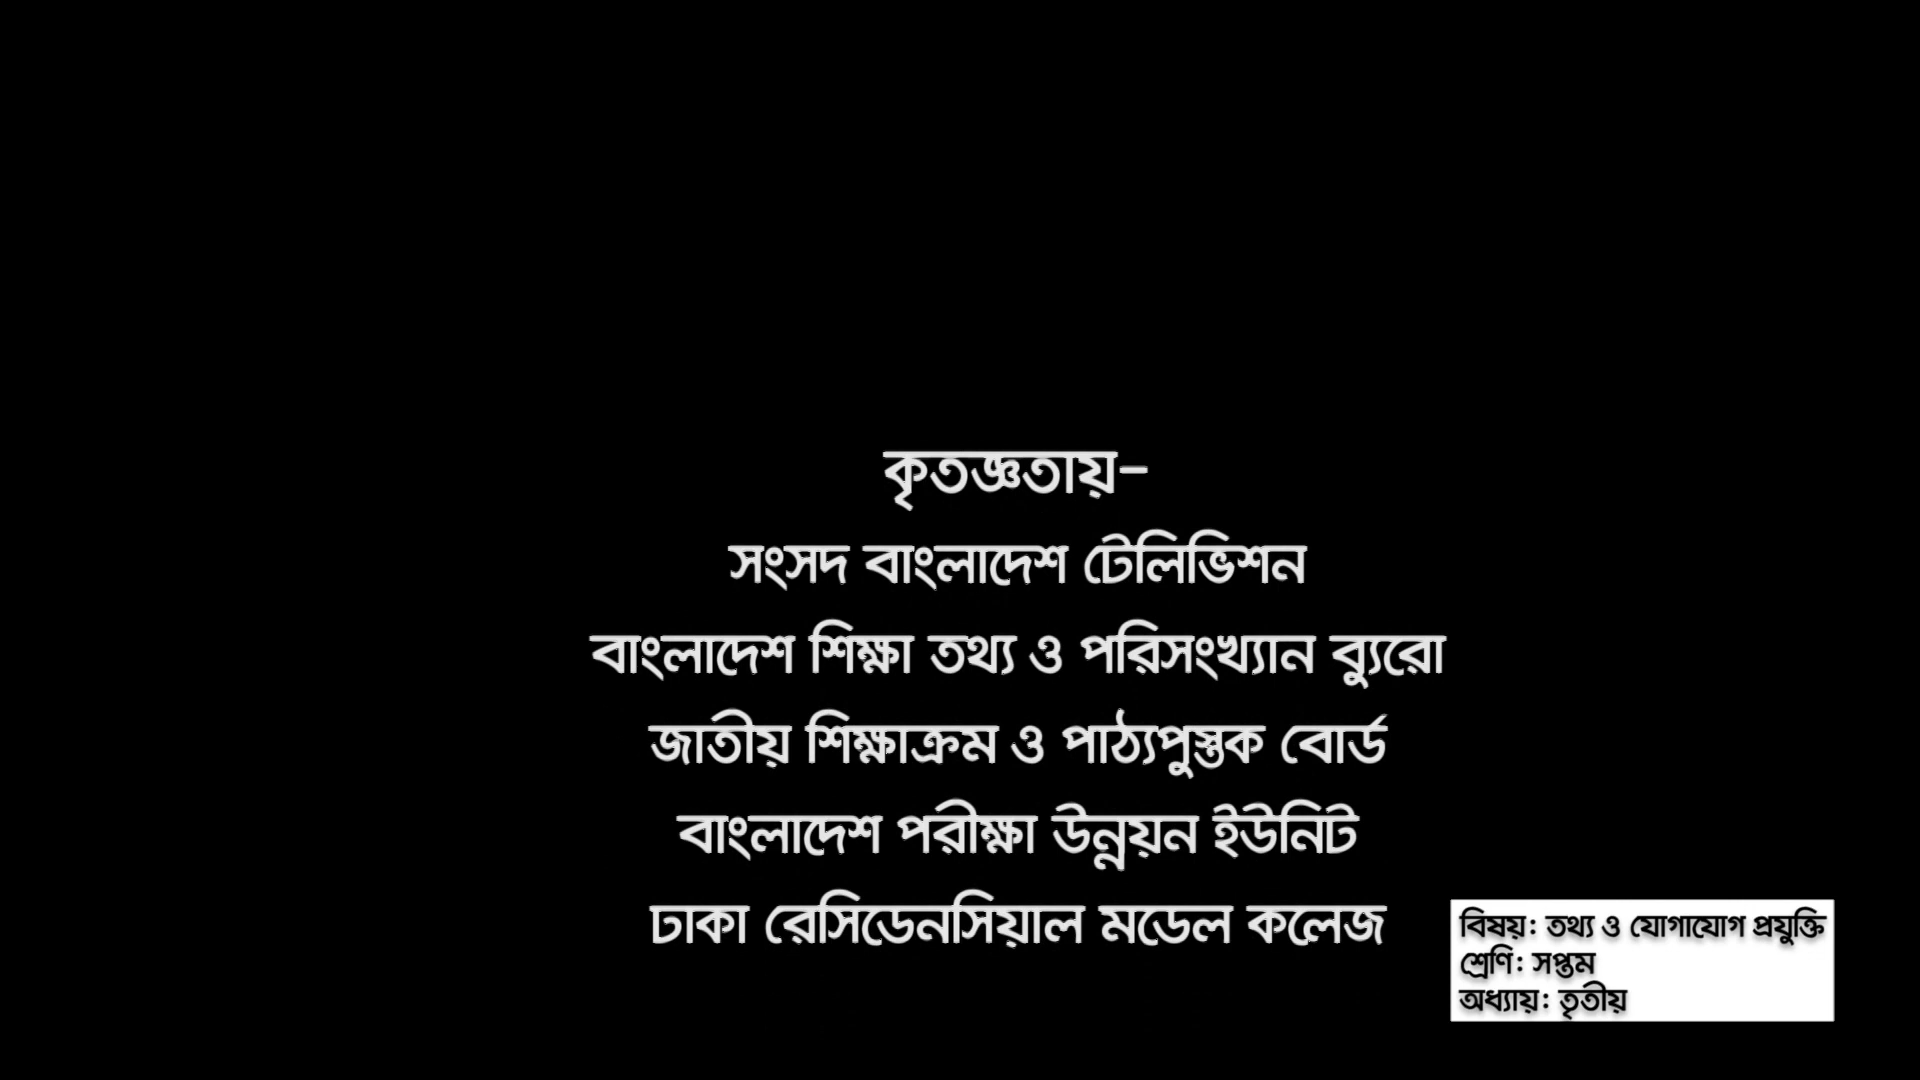 কৃতজ্ঞতায়-
সংসদ বাংলাদেশ টেলিভিশন
বাংলাদেশ শিক্ষা তথ্য ও পরিসংখ্যান ব্যুরো
জাতীয় শিক্ষাক্রম ও পাঠ্যপুস্তক বোর্ড
বাংলাদেশ পরীক্ষা উন্নয়ন ইউনিট
ঢাকা রেসিডেনসিয়াল মডেল কলেজ
বিষয়: তথ্য ও যোগাযোগ প্রযুক্তি
শ্রেণি: সপ্তম
অধ্যায়: তৃতীয়